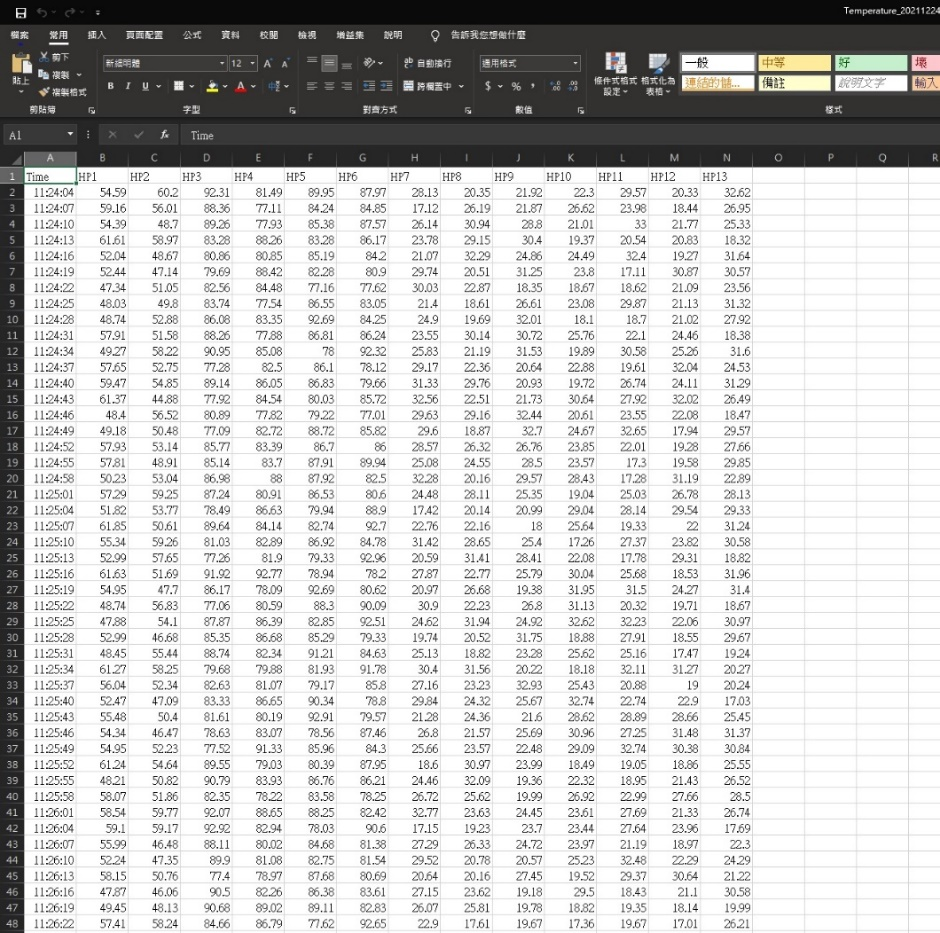 Temperature_20211224
檔案 常用 插入 頁面配置 公式 資料 校閱 檢視 增益集 說明 告訴我您想做什麼
貼上 剪下 複製 複製格式 剪貼簿
新細明體 12 A A B I U A 字型
自動換行 跨欄置中 對齊方式
通用格式 $ % , 數值
條件式格式設定 格式化為表格
一般 中等 好 壞
連結的儲... 備註 說明文字 輸入
樣式
A1 fx Time
A B C D E F G H I J K L M N O P Q R
1 Time HP1 HP2 HP3 HP4 HP5 HP6 HP7 HP8 HP9 HP10 HP11 HP12 HP13
2 11:24:04 54.59 60.2 92.31 81.49 89.95 87.97 28.13 20.35 21.92 22.3 29.57 20.33 32.62
3 11:24:07 59.16 56.01 88.36 77.11 84.24 84.85 17.12 26.19 21.87 26.62 23.98 18.44 26.95
4 11:24:10 54.39 48.7 89.26 77.93 85.38 87.57 26.14 30.94 28.8 21.01 33 21.77 25.33
5 11:24:13 61.61 58.97 83.28 88.26 83.28 86.17 23.78 29.15 30.4 19.37 20.54 20.83 18.32
6 11:24:16 52.04 48.67 80.86 80.85 85.19 84.2 21.07 32.29 24.86 24.49 32.4 19.27 31.64
7 11:24:19 52.44 47.14 79.69 88.42 82.28 80.9 29.74 20.51 31.25 23.8 17.11 30.87 30.57
8 11:24:22 47.34 51.05 82.56 84.48 77.16 77.62 30.03 22.87 18.35 18.67 18.62 21.09 23.56
9 11:24:25 48.03 49.8 83.74 77.54 86.55 83.05 21.4 18.61 26.61 23.08 29.87 21.13 31.32
10 11:24:28 48.74 52.88 86.08 83.35 92.69 84.25 24.9 19.69 32.01 18.1 18.7 21.02 27.92
11 11:24:31 57.91 51.58 88.26 77.88 86.81 86.24 23.55 30.14 30.72 25.76 22.1 24.46 18.38
12 11:24:34 49.27 58.22 90.95 85.08 78 92.32 25.83 21.19 31.53 19.89 30.58 25.26 31.6
13 11:24:37 57.65 52.75 77.28 82.5 86.1 78.12 29.17 22.36 20.64 22.88 19.61 32.04 24.53
14 11:24:40 59.47 54.85 89.14 86.05 86.83 79.66 31.33 29.76 20.93 19.72 26.74 24.11 31.29
15 11:24:43 61.37 44.88 77.92 84.54 80.03 85.72 32.56 22.51 21.73 30.64 27.92 32.02 26.49
16 11:24:46 48.4 56.52 80.89 77.82 79.22 77.01 29.63 29.16 32.44 20.61 23.55 22.08 18.47
17 11:24:49 49.18 50.48 77.09 82.72 88.72 85.82 29.6 18.87 32.7 24.67 32.65 17.94 29.57
18 11:24:52 57.93 53.14 85.77 83.39 86.7 86 28.57 26.32 26.76 23.85 22.01 19.28 27.66
19 11:24:55 57.81 48.91 85.14 83.7 87.91 89.94 25.08 24.55 28.5 23.57 17.3 19.58 29.85
20 11:24:58 50.23 53.04 86.98 88 87.92 82.5 32.28 20.16 29.57 28.43 17.28 31.19 22.89
21 11:25:01 57.29 59.25 87.24 80.91 86.53 80.6 24.48 28.11 25.35 19.04 25.03 26.78 28.13
22 11:25:04 51.82 53.77 78.49 86.63 79.94 88.9 17.42 20.14 20.99 29.04 28.14 29.54 29.33
23 11:25:07 61.85 50.61 89.64 84.14 82.74 92.7 22.76 22.16 18 25.64 19.33 22 31.24
24 11:25:10 55.34 59.26 81.03 82.89 86.92 84.78 31.42 28.65 25.4 17.26 27.37 23.82 30.58
25 11:25:13 52.99 57.65 77.26 81.9 79.33 92.96 20.59 31.41 28.41 22.08 17.78 29.31 18.82
26 11:25:16 61.63 51.69 91.92 92.77 78.94 78.2 27.87 22.77 25.79 30.04 25.68 18.53 31.96
27 11:25:19 54.95 47.7 86.17 78.09 92.69 80.62 20.97 26.68 19.38 31.95 31.5 24.27 31.4
28 11:25:22 48.74 56.83 77.06 80.59 88.3 90.09 30.9 22.23 26.8 31.13 20.32 19.71 18.67
29 11:25:25 47.88 54.1 87.87 86.39 82.85 92.51 24.62 31.94 24.92 32.62 32.23 22.06 30.97
30 11:25:28 52.99 46.68 85.35 86.68 85.29 79.33 19.74 20.52 31.75 18.88 27.91 18.55 29.67
31 11:25:31 48.45 55.44 88.74 82.34 91.21 84.63 25.13 18.82 23.28 25.62 25.16 17.47 19.24
32 11:25:34 61.27 58.25 79.68 79.88 81.93 91.78 30.4 31.56 20.22 18.18 32.11 31.27 20.27
33 11:25:37 56.04 52.34 82.63 81.07 79.17 85.8 27.16 23.23 32.93 25.43 20.88 19 20.24
34 11:25:40 52.47 47.09 83.33 86.65 90.34 78.8 29.84 24.32 25.67 32.74 22.74 22.9 17.03
35 11:25:43 55.48 50.4 81.61 80.19 92.91 79.57 21.28 24.36 21.6 28.62 28.89 28.66 25.45
36 11:25:46 54.34 46.47 78.63 83.07 78.56 87.46 26.8 21.57 25.69 30.96 27.25 31.48 31.37
37 11:25:49 54.95 52.23 77.52 91.33 85.96 84.3 25.66 23.57 22.48 29.09 32.74 30.38 30.84
38 11:25:52 61.24 54.64 89.55 79.03 80.39 87.95 18.6 30.97 23.99 18.49 19.05 18.86 25.55
39 11:25:55 48.21 50.82 90.79 83.93 86.76 86.21 24.46 32.09 19.36 22.32 18.95 21.43 26.52
40 11:25:58 58.07 51.86 82.35 78.22 83.58 78.25 26.72 25.62 19.99 26.92 22.99 27.66 28.5
41 11:26:01 58.54 59.77 92.07 88.65 88.25 82.42 32.77 23.63 24.45 23.61 27.69 21.33 26.74
42 11:26:04 59.1 59.17 92.92 82.94 78.03 90.6 17.15 19.23 23.7 23.44 27.64 23.96 17.69
43 11:26:07 55.99 46.48 88.11 80.02 84.68 81.38 27.29 26.33 24.72 23.97 21.19 18.97 22.3
44 11:26:10 52.24 47.35 89.9 81.08 82.75 81.54 29.52 20.78 20.57 25.23 32.48 22.29 24.29
45 11:26:13 58.15 50.76 77.4 78.97 87.68 80.69 20.64 20.16 27.45 19.52 29.37 30.64 21.22
46 11:26:16 47.87 46.06 90.5 82.26 86.38 83.61 27.15 23.62 19.18 29.5 18.43 21.1 30.58
47 11:26:19 49.45 48.13 90.68 89.02 89.11 82.83 26.07 25.81 19.78 18.82 19.35 18.14 19.99
48 11:26:22 57.41 58.24 84.66 86.79 77.62 92.65 22.9 17.61 19.67 17.36 19.67 17.01 26.21